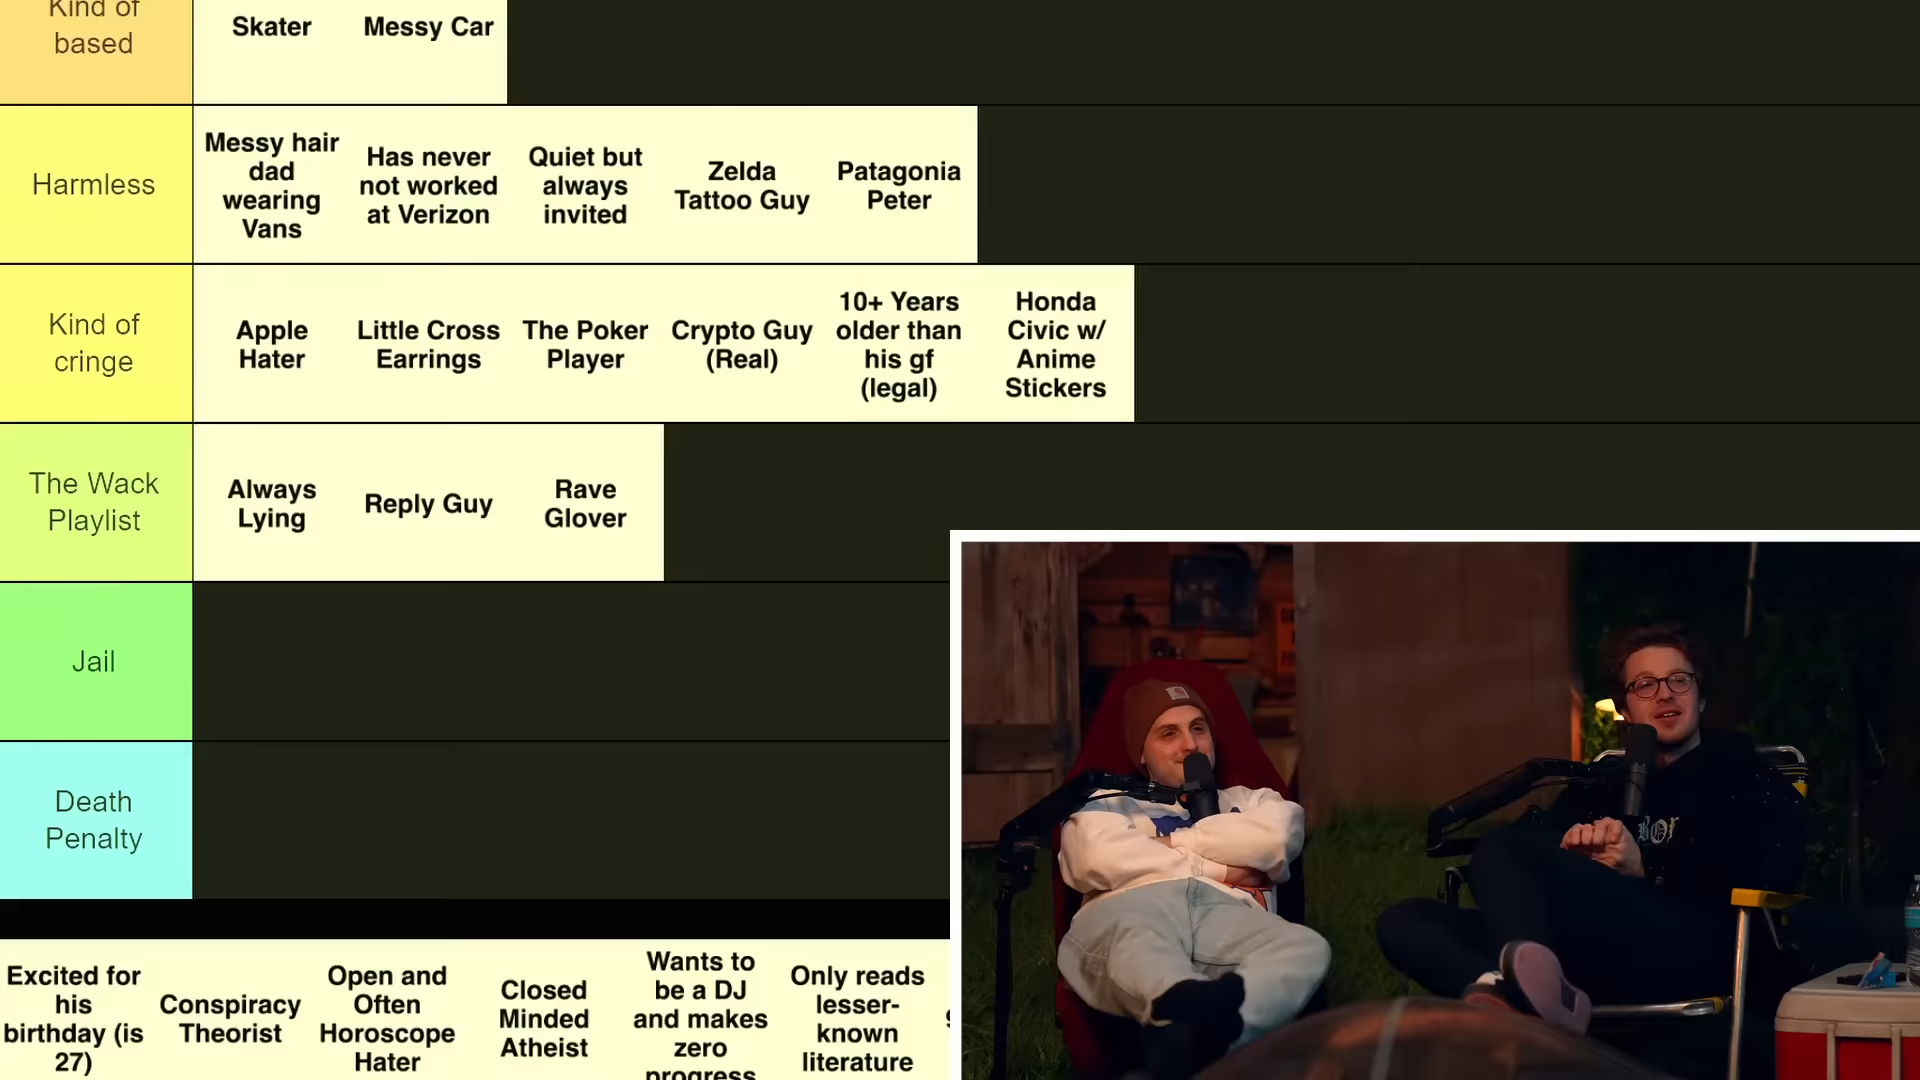 Kind of
based
Skater
Messy Car
Harmless
Messy hair
dad
wearing
Vans
Has never
not worked
at Verizon
Quiet but
always
invited
Zelda
Tattoo Guy
Patagonia
Peter
Kind of
cringe
Apple
Hater
Little Cross
Earrings
The Poker
Player
Crypto Guy
(Real)
10+ Years
older than
his gf
(legal)
Honda
Civic w/
Anime
Stickers
The Wack
Playlist
Always
Lying
Reply Guy
Rave
Glover
Jail
Death
Penalty
Excited for
his
birthday (is
27)
Conspiracy
Theorist
Open and
Often
Horoscope
Hater
Closed
Minded
Atheist
Wants to
be a DJ
and makes
zero
progress
Only reads
lesser-
known
literature